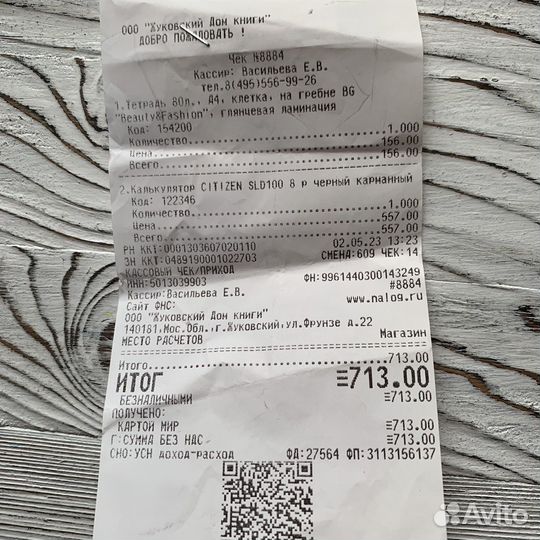 ООО "Жуковский Дом книги"
ДОБРО ПОЖАЛОВАТЬ !
Чек №8884
Кассир: Васильева Е.В.
тел.8(495)556-99-26
1.Тетрадь 80л., А4, клетка, на гребне BG
"Beauty&Fashion", глянцевая ламинация
Код: 154200
Количество..............................1.000
Цена....................................156.00
Всего...................................156.00
2.Калькулятор CITIZEN SLD100 8 р черный карманный
Код: 122346
Количество..............................1.000
Цена....................................557.00
Всего...................................557.00
РН ККТ:0001303607020110 02.05.23 13:23
ЗН ККТ:0489190001022703 СМЕНА:609 ЧЕК:14
КАССОВЫЙ ЧЕК/ПРИХОД
ИНН:5013039903 ФН:9961440300143249
Кассир:Васильева Е.В. #8884
Сайт ФНС: www.nalog.ru
ООО "Жуковский Дом книги"
140181,Мос.Обл.,г.Жуковский,ул.Фрунзе д.22
МЕСТО РАСЧЕТОВ Магазин
Итого...................................713.00
ИТОГ ≡713.00
БЕЗНАЛИЧНЫМИ ≡713.00
ПОЛУЧЕНО:
КАРТОЙ МИР ≡713.00
Г:СУММА БЕЗ НДС ≡713.00
СНО:УСН доход-расход ФД:27564 ФП:3113156137
Avito